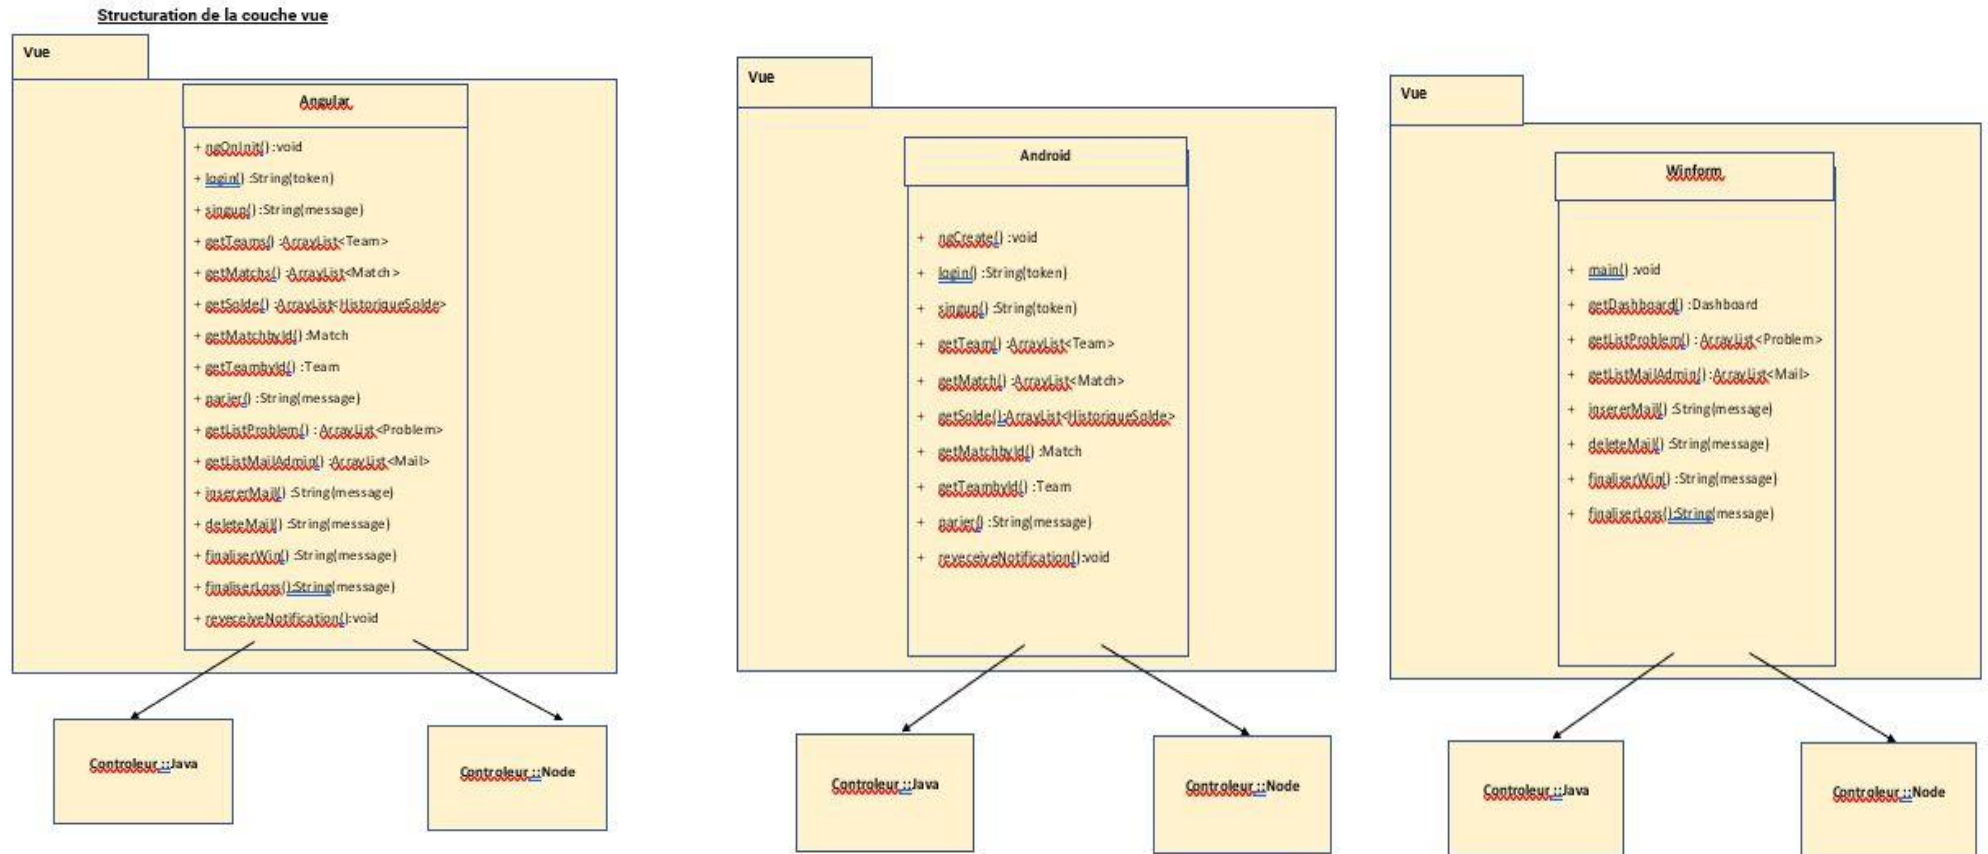 Structuration de la couche vue
Vue
Angular
+ ngOnInit() :void
+ login() :String(token)
+ singup() :String(message)
+ getTeams() :ArrayList<Team>
+ getMatchs() :ArrayList<Match>
+ getSolde() :ArrayList<HistoriqueSolde>
+ getMatchbyId() :Match
+ getTeambyId() :Team
+ parier() :String(message)
+ getListProblem() : ArrayList<Problem>
+ getListMailAdmin() :ArrayList<Mail>
+ insererMail() :String(message)
+ deleteMail() :String(message)
+ finaliserWin() :String(message)
+ finaliserLoss():String(message)
+ reveceiveNotification():void
Controleur ::Java
Controleur ::Node
Vue
Android
+ ngCreate() :void
+ login() :String(token)
+ singup() :String(token)
+ getTeam() :ArrayList<Team>
+ getMatch() :ArrayList<Match>
+ getSolde():ArrayList<HistoriqueSolde>
+ getMatchbyId() :Match
+ getTeambyId() :Team
+ parier() :String(message)
+ reveceiveNotification():void
Controleur ::Java
Controleur ::Node
Vue
Winform
+ main() :void
+ getDashboard() :Dashboard
+ getListProblem() : ArrayList<Problem>
+ getListMailAdmin() :ArrayList<Mail>
+ insererMail() :String(message)
+ deleteMail() :String(message)
+ finaliserWin() :String(message)
+ finaliserLoss():String(message)
Controleur ::Java
Controleur ::Node